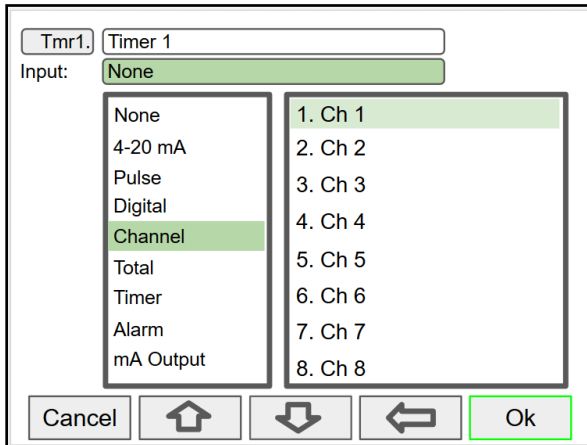 Tmr1. Timer 1
Input: None
None
4-20 mA
Pulse
Digital
Channel
Total
Timer
Alarm
mA Output
1. Ch 1
2. Ch 2
3. Ch 3
4. Ch 4
5. Ch 5
6. Ch 6
7. Ch 7
8. Ch 8
Cancel Ok